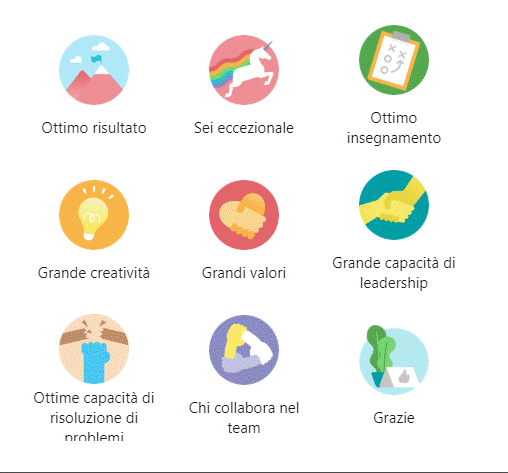 Ottimo risultato
Sei eccezionale
Ottimo
insegnamento
Grande creatività
Grandi valori
Grande capacità di
leadership
Ottime capacità di
risoluzione di
problemi
Chi collabora nel
team
Grazie